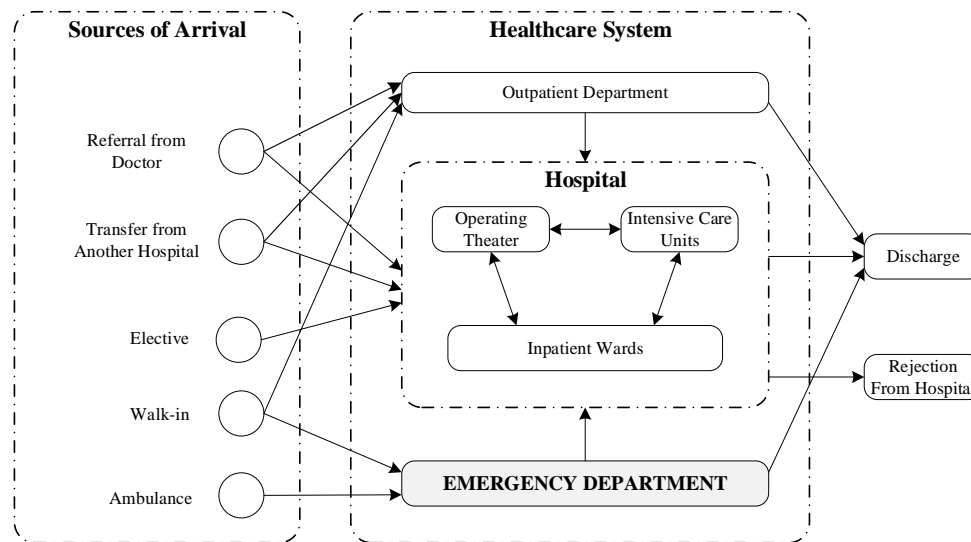 Sources of Arrival
Referral from
Doctor
Transfer from
Another Hospital
Elective
Walk-in
Ambulance
Healthcare System
Outpatient Department
Hospital
Operating
Theater
Intensive Care
Units
Inpatient Wards
EMERGENCY DEPARTMENT
Discharge
Rejection
From Hospital